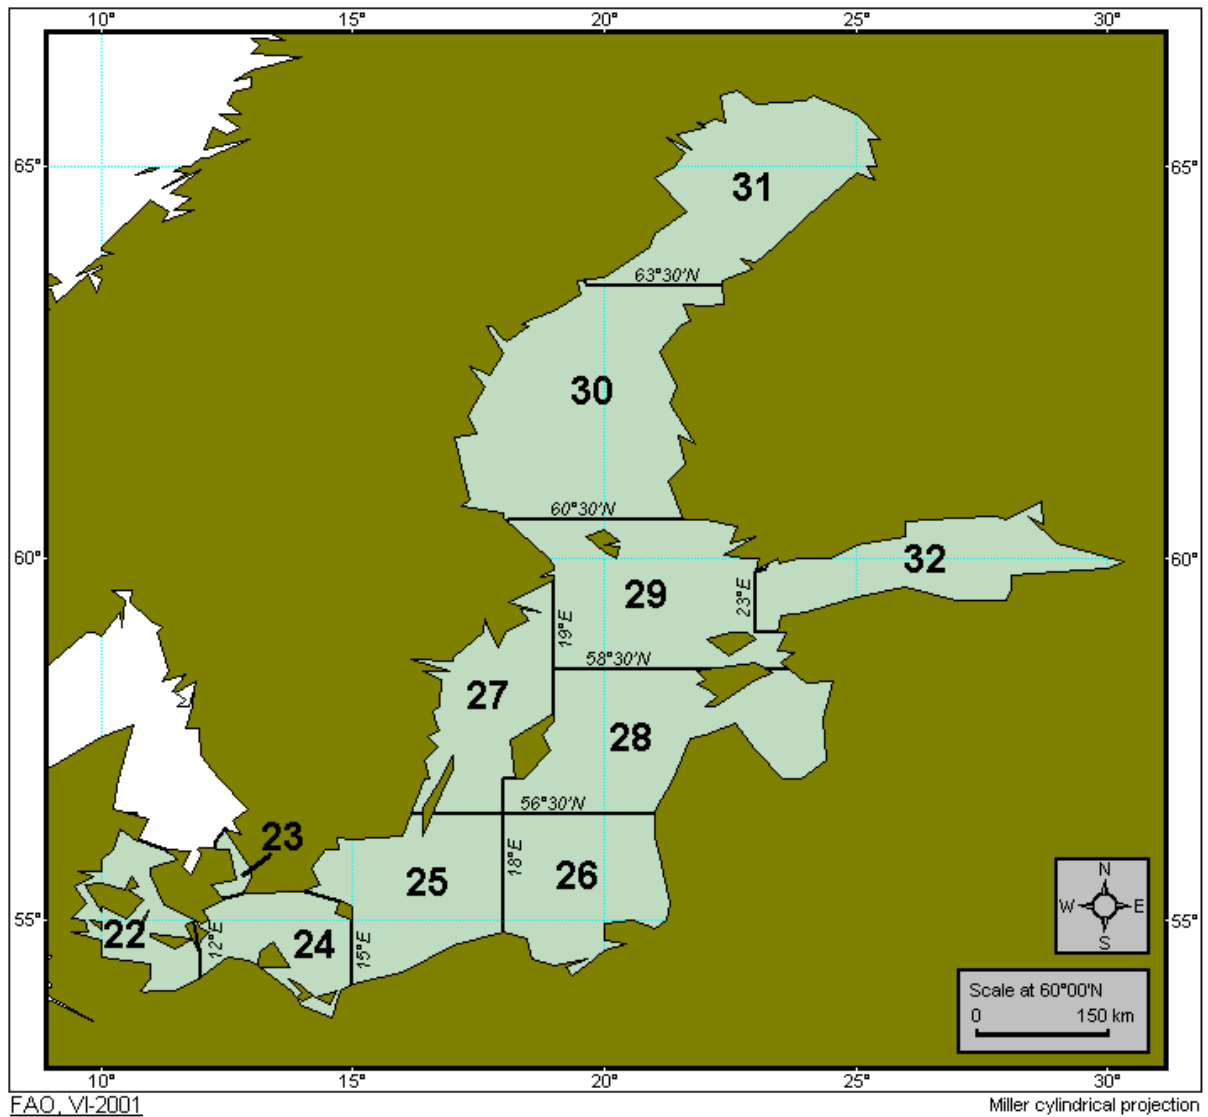 10° 15° 20° 25° 30°
65° 65°
31
63°30'N
30
60°30'N
60° 60°
32
29
23°E
19°E
58°30'N
27
28
56°30'N
23
18°E
25
26
N
W E
S
55° 55°
22
12°E
24
15°E
Scale at 60°00'N
0 150 km
10° 15° 20° 25° 30°
FAO, VI-2001
Miller cylindrical projection